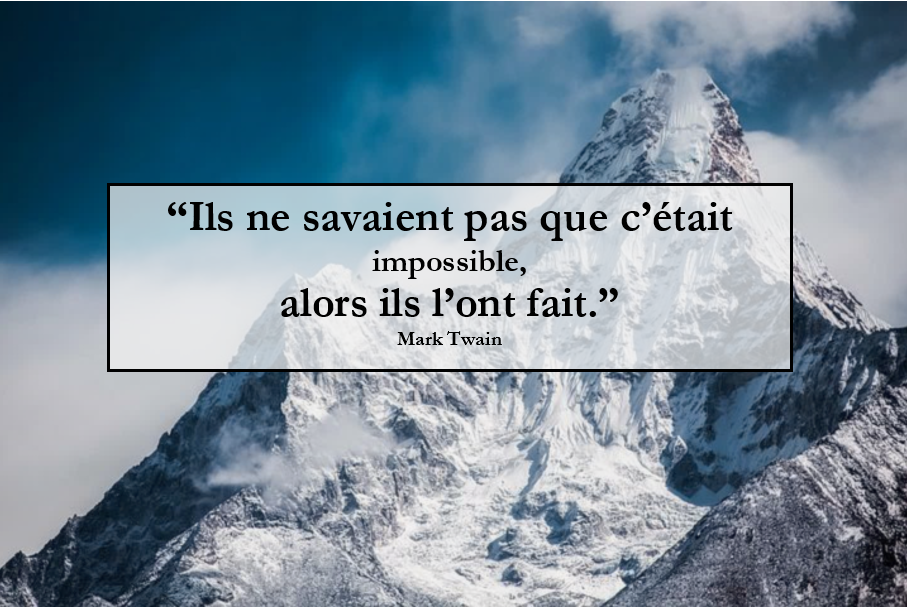 “Ils ne savaient pas que c’était
impossible,
alors ils l’ont fait.”
Mark Twain